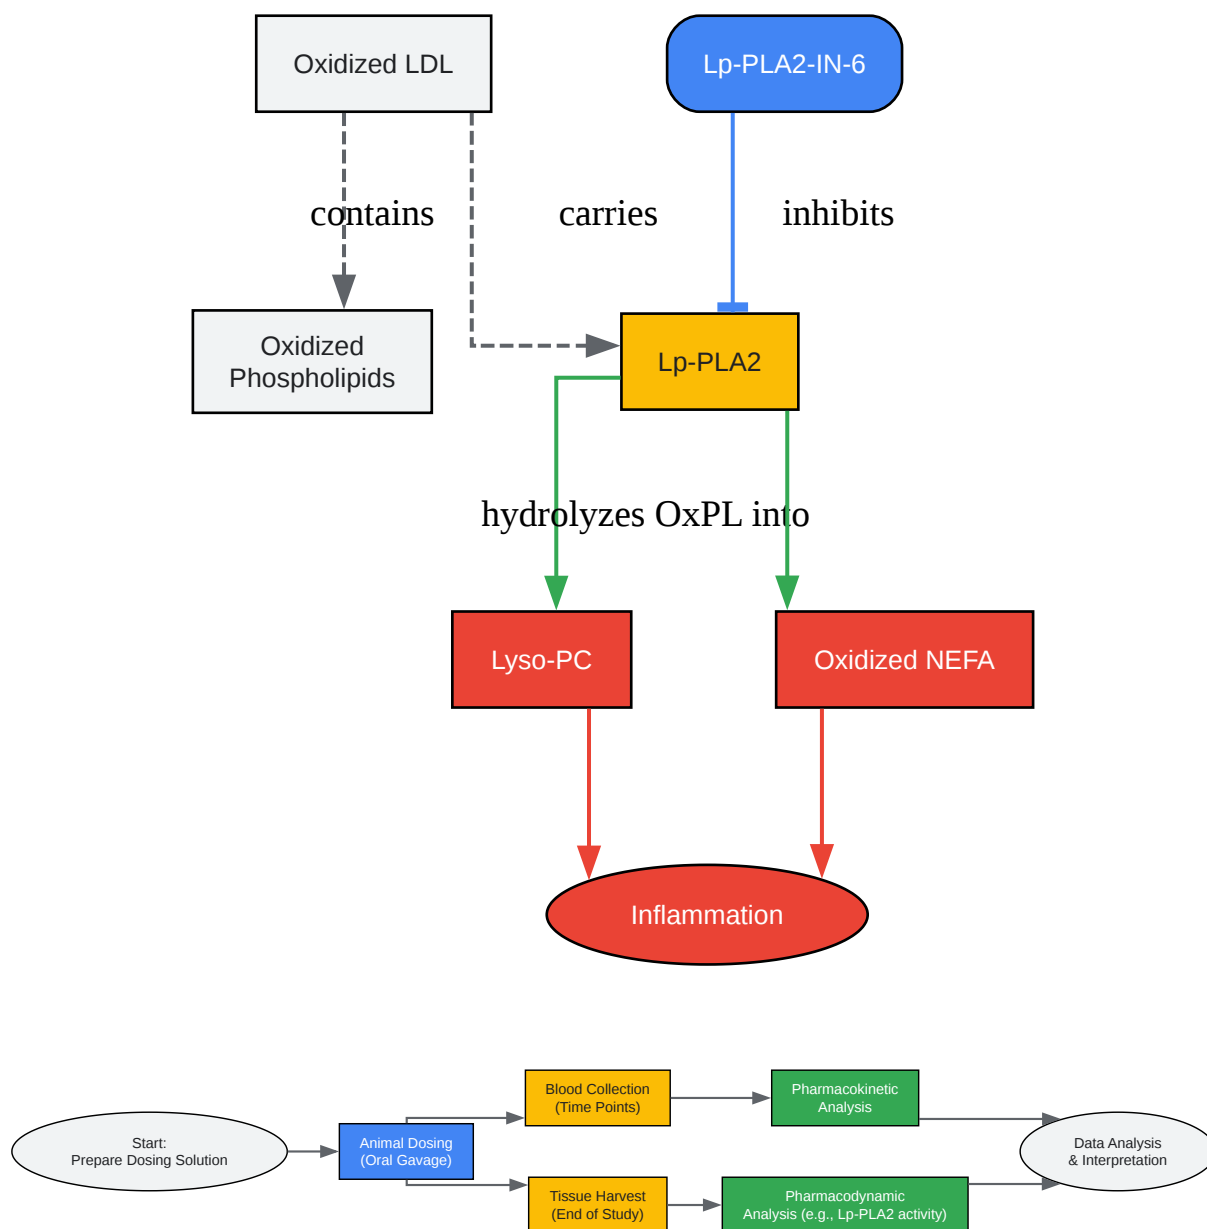 Oxidized LDL
Lp-PLA2-IN-6
contains
carries
inhibits
Oxidized
Phospholipids
Lp-PLA2
hydrolyzes OxPL into
Lyso-PC
Oxidized NEFA
Inflammation
Start:
Prepare Dosing Solution
Animal Dosing
(Oral Gavage)
Blood Collection
(Time Points)
Pharmacokinetic
Analysis
Tissue Harvest
(End of Study)
Pharmacodynamic
Analysis (e.g., Lp-PLA2 activity)
Data Analysis
& Interpretation